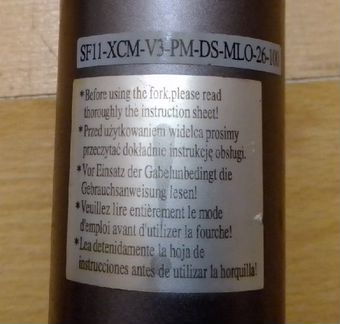 SF11-XCM-V3-PM-DS-MLO-26-100
*Before using the fork,please read
thoroughly the instruction sheet!
*Przed użytkowaniem widelca prosimy
przeczytać dokładnie instrukcję obsługi.
*Vor Einsatz der Gabelunbedingt die
Gebrauchsanweisung lesen!
*Veuillez lire entièrement le mode
d'emploi avant d'utiliser la fourche!
*Lea detenidamente la hoja de
instrucciones antes de utilizar la horquilla!